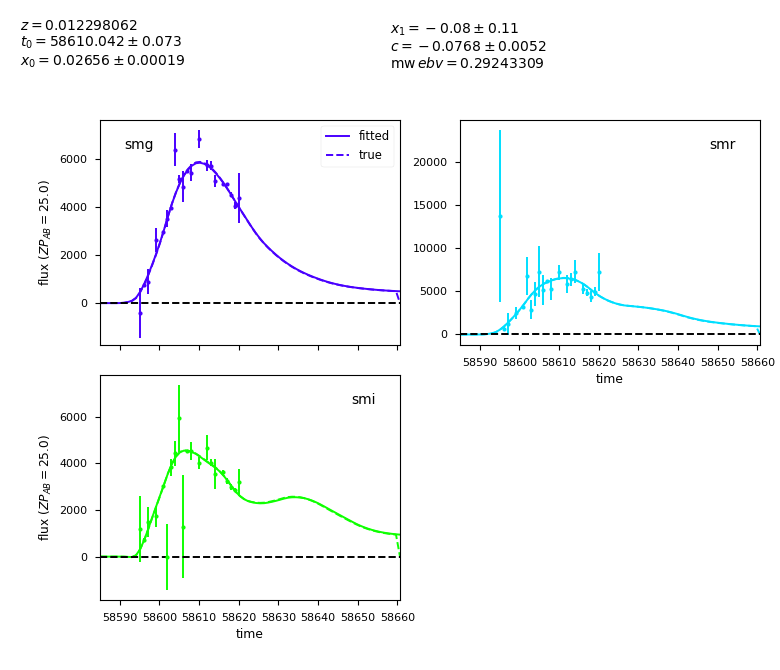 z = 0.012298062
t₀ = 58610.042 ± 0.073
x₀ = 0.02656 ± 0.00019
x₁ = −0.08 ± 0.11
c = −0.0768 ± 0.0052
mw ebv = 0.29243309
smg
fitted
true
6000
4000
2000
0
flux (ZP_AB = 25.0)
smr
20000
15000
10000
5000
0
58590 58600 58610 58620 58630 58640 58650 58660
time
smi
6000
4000
2000
0
flux (ZP_AB = 25.0)
58590 58600 58610 58620 58630 58640 58650 58660
time